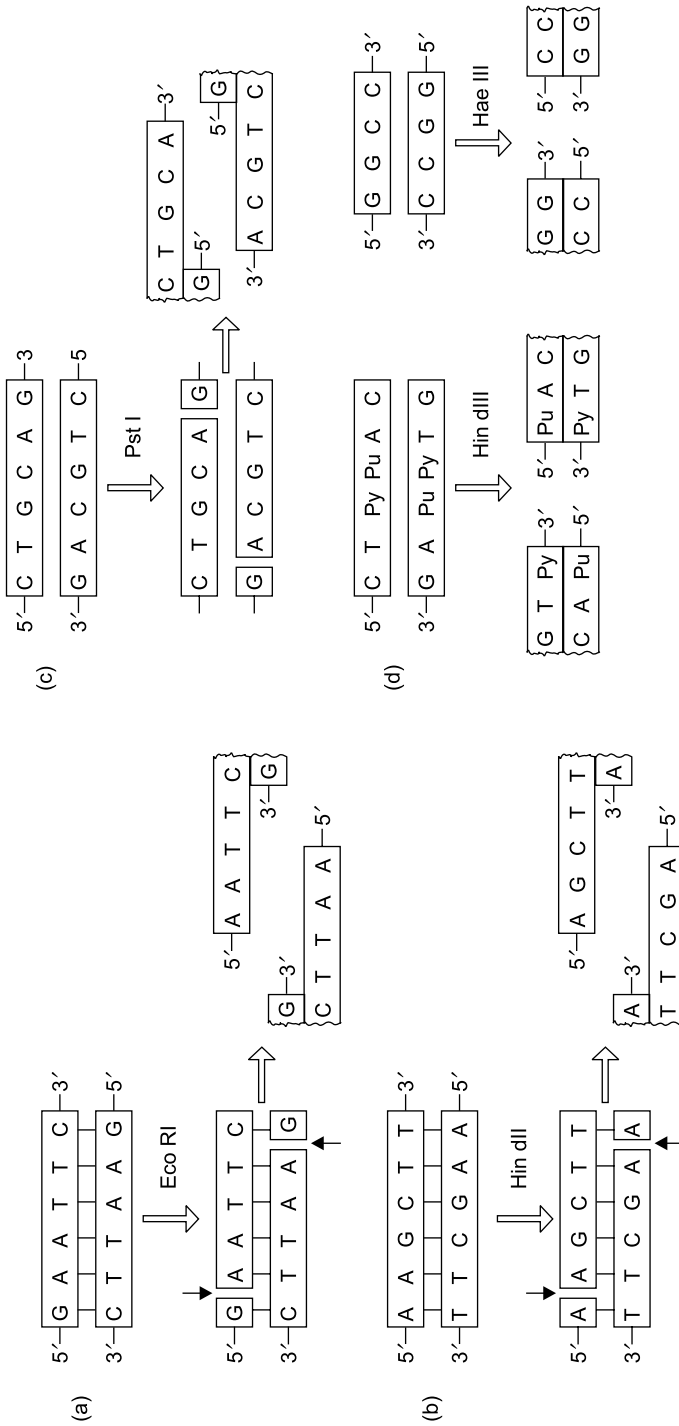 (a)
5′ G A A T T C 3′
3′ C T T A A G 5′
Eco RI
5′ G A A T T C
3′ C T T A A G
5′ A A T T C
3′ G
G 3′
C T T A A 5′
(b)
5′ A A G C T T 3′
3′ T T C G A A 5′
Hin dII
5′ A A G C T T
3′ T T C G A A
5′ A G C T T
3′ A
A 3′
T T C G A 5′
(c)
5′ C T G C A G 3
3′ G A C G T C 5
Pst I
C T G C A G
G A C G T C
C T G C A 3′
G 5′
5′ G
3′ A C G T C
(d)
5′ C T Py Pu A C
3′ G A Pu Py T G
Hin dIII
G T Py 3′
C A Pu 5′
5′ Pu A C
3′ Py T G
5′ G G C C 3′
3′ C C G G 5′
Hae III
G G 3′
C C 5′
5′ C C
3′ G G